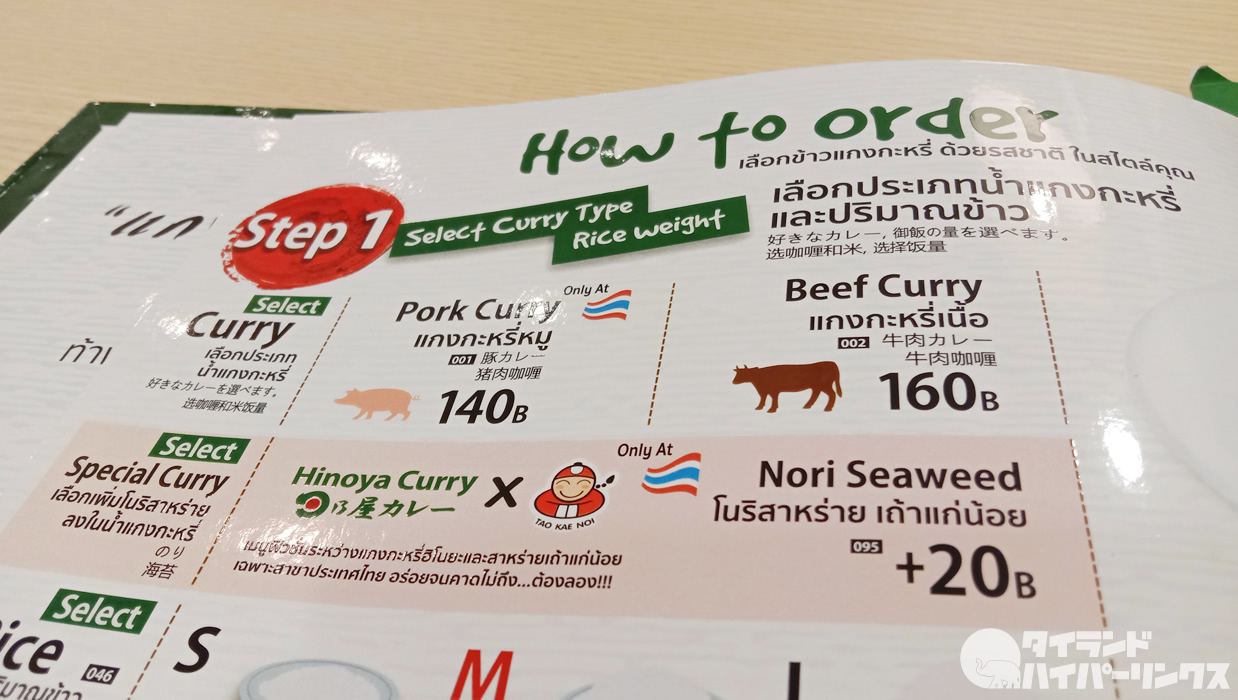 How to order
เลือกข้าวแกงกะหรี่ ด้วยรสชาติ ในสไตล์คุณ
"แก
Step 1
Select Curry Type
Rice Weight
เลือกประเภทน้ำแกงกะหรี่
และปริมาณข้าว
好きなカレー, 御飯の量を選べます。
选咖喱和米, 选择饭量
Select
Curry
เลือกประเภท
น้ำแกงกะหรี่
好きなカレーを選べます。
选咖喱和米饭量
Pork Curry
Only At
แกงกะหรี่หมู
001 豚カレー
猪肉咖喱
140B
Beef Curry
แกงกะหรี่เนื้อ
002 牛肉カレー
牛肉咖喱
160B
ท้าเ
Select
Special Curry
เลือกเพิ่มโนริสาหร่าย
ลงในน้ำแกงกะหรี่
のり
海苔
Hinoya Curry
日乃屋カレー
X
TAO KAE NOI
Only At
เมนูฟิวชั่นระหว่างแกงกะหรี่ฮิโนยะและสาหร่ายเถ้าแก่น้อย
เฉพาะสาขาประเทศไทย อร่อยจนคาดไม่ถึง...ต้องลอง!!!
Nori Seaweed
โนริสาหร่าย เถ้าแก่น้อย
095
+20B
Select
Rice
046
ริมาณข้าว
S
M
L
タイランド
ハイパーリンクス